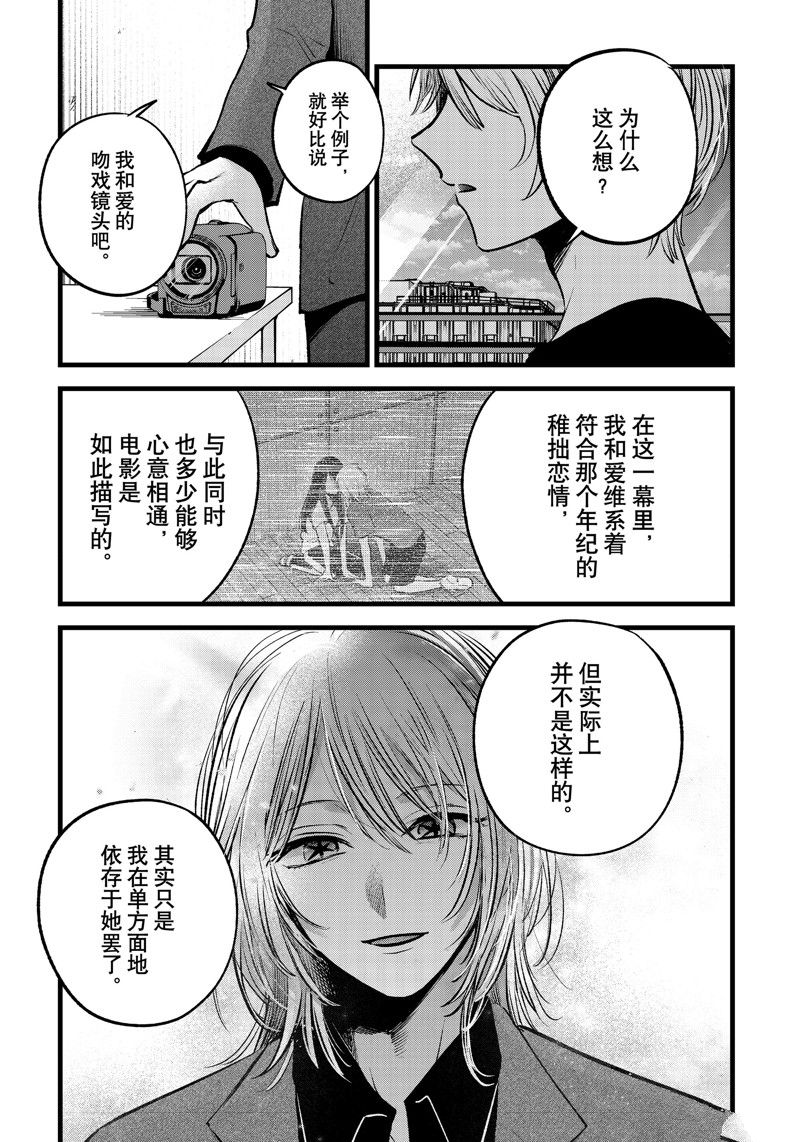 为什么
这么想？
举个例子，
就好比说
我和爱的
吻戏镜头吧。
在这一幕里，
我和爱维系着
符合那个年纪的
稚拙恋情，
与此同时
也多少能够
心意相通，
电影是
如此描写的。
但实际上
并不是这样的。
其实只是
我在单方面地
依存于她罢了。